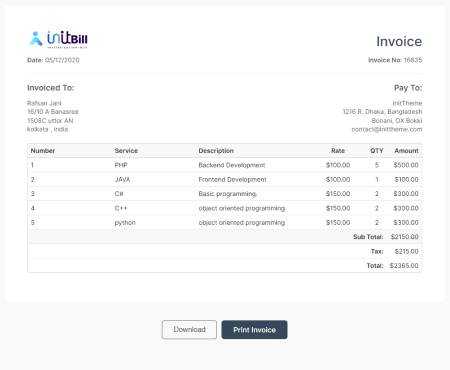 initBill
initialization-Bill
Invoice
Date: 05/12/2020
Invoice No: 16835
Invoiced To:
Pay To:
Rafsan Jani
initTheme
16/10 A Banasree
1216 R. Dhaka, Bangladesh
1508C uttor AN
Bonani, OX Bokki
kolkata , india
contact@inittheme.com
Number Service Description Rate QTY Amount
1 PHP Backend Development $100.00 5 $500.00
2 JAVA Frontend Development $100.00 1 $100.00
3 C# Basic programming. $150.00 2 $300.00
4 C++ object oriented programming $150.00 2 $300.00
5 python object oriented programming $150.00 2 $300.00
Sub Total: $2150.00
Tax: $215.00
Total: $2365.00
Download
Print Invoice